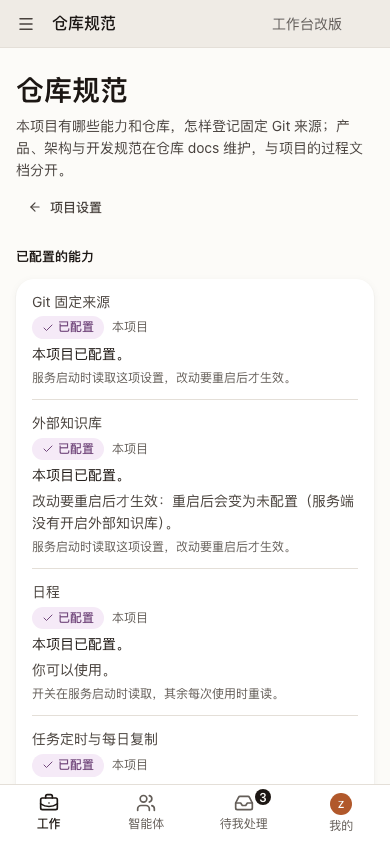 仓库规范
工作台改版
仓库规范
本项目有哪些能力和仓库，怎样登记固定 Git 来源；产
品、架构与开发规范在仓库 docs 维护，与项目的过程文
档分开。
项目设置
已配置的能力
Git 固定来源
已配置 本项目
本项目已配置。
服务启动时读取这项设置，改动要重启后才生效。
外部知识库
已配置 本项目
本项目已配置。
改动要重启后才生效：重启后会变为未配置（服务端
没有开启外部知识库）。
服务启动时读取这项设置，改动要重启后才生效。
日程
已配置 本项目
本项目已配置。
你可以使用。
开关在服务启动时读取，其余每次使用时重读。
任务定时与每日复制
已配置 本项目
3
Z
工作 智能体 待我处理 我的